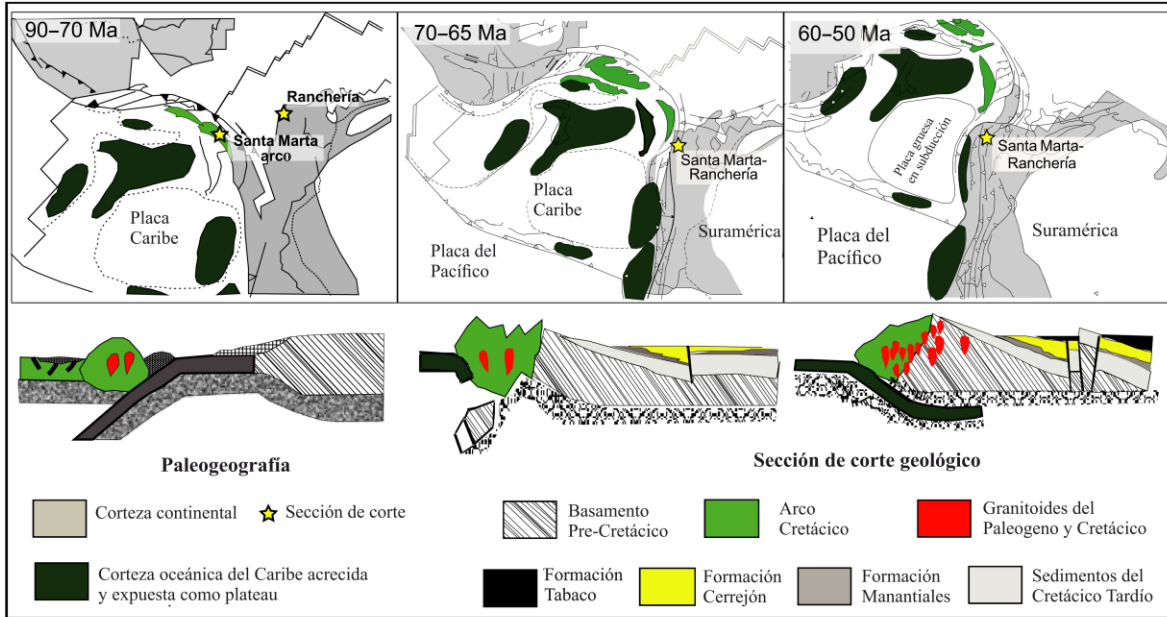 90–70 Ma
Ranchería
Santa Marta
arco
Placa
Caribe
70–65 Ma
Santa Marta-
Ranchería
Placa
Caribe
Suramérica
Placa del
Pacífico
60–50 Ma
Placa gruesa
en subducción
Santa Marta-
Ranchería
Placa del
Pacífico
Suramérica
Paleogeografía
Sección de corte geológico
Corteza continental
Sección de corte
Corteza oceánica del Caribe acrecida
y expuesta como plateau
Basamento
Pre-Cretácico
Arco
Cretácico
Granitoides del
Paleogeno y Cretácico
Formación
Tabaco
Formación
Cerrejón
Formación
Manantiales
Sedimentos del
Cretácico Tardío